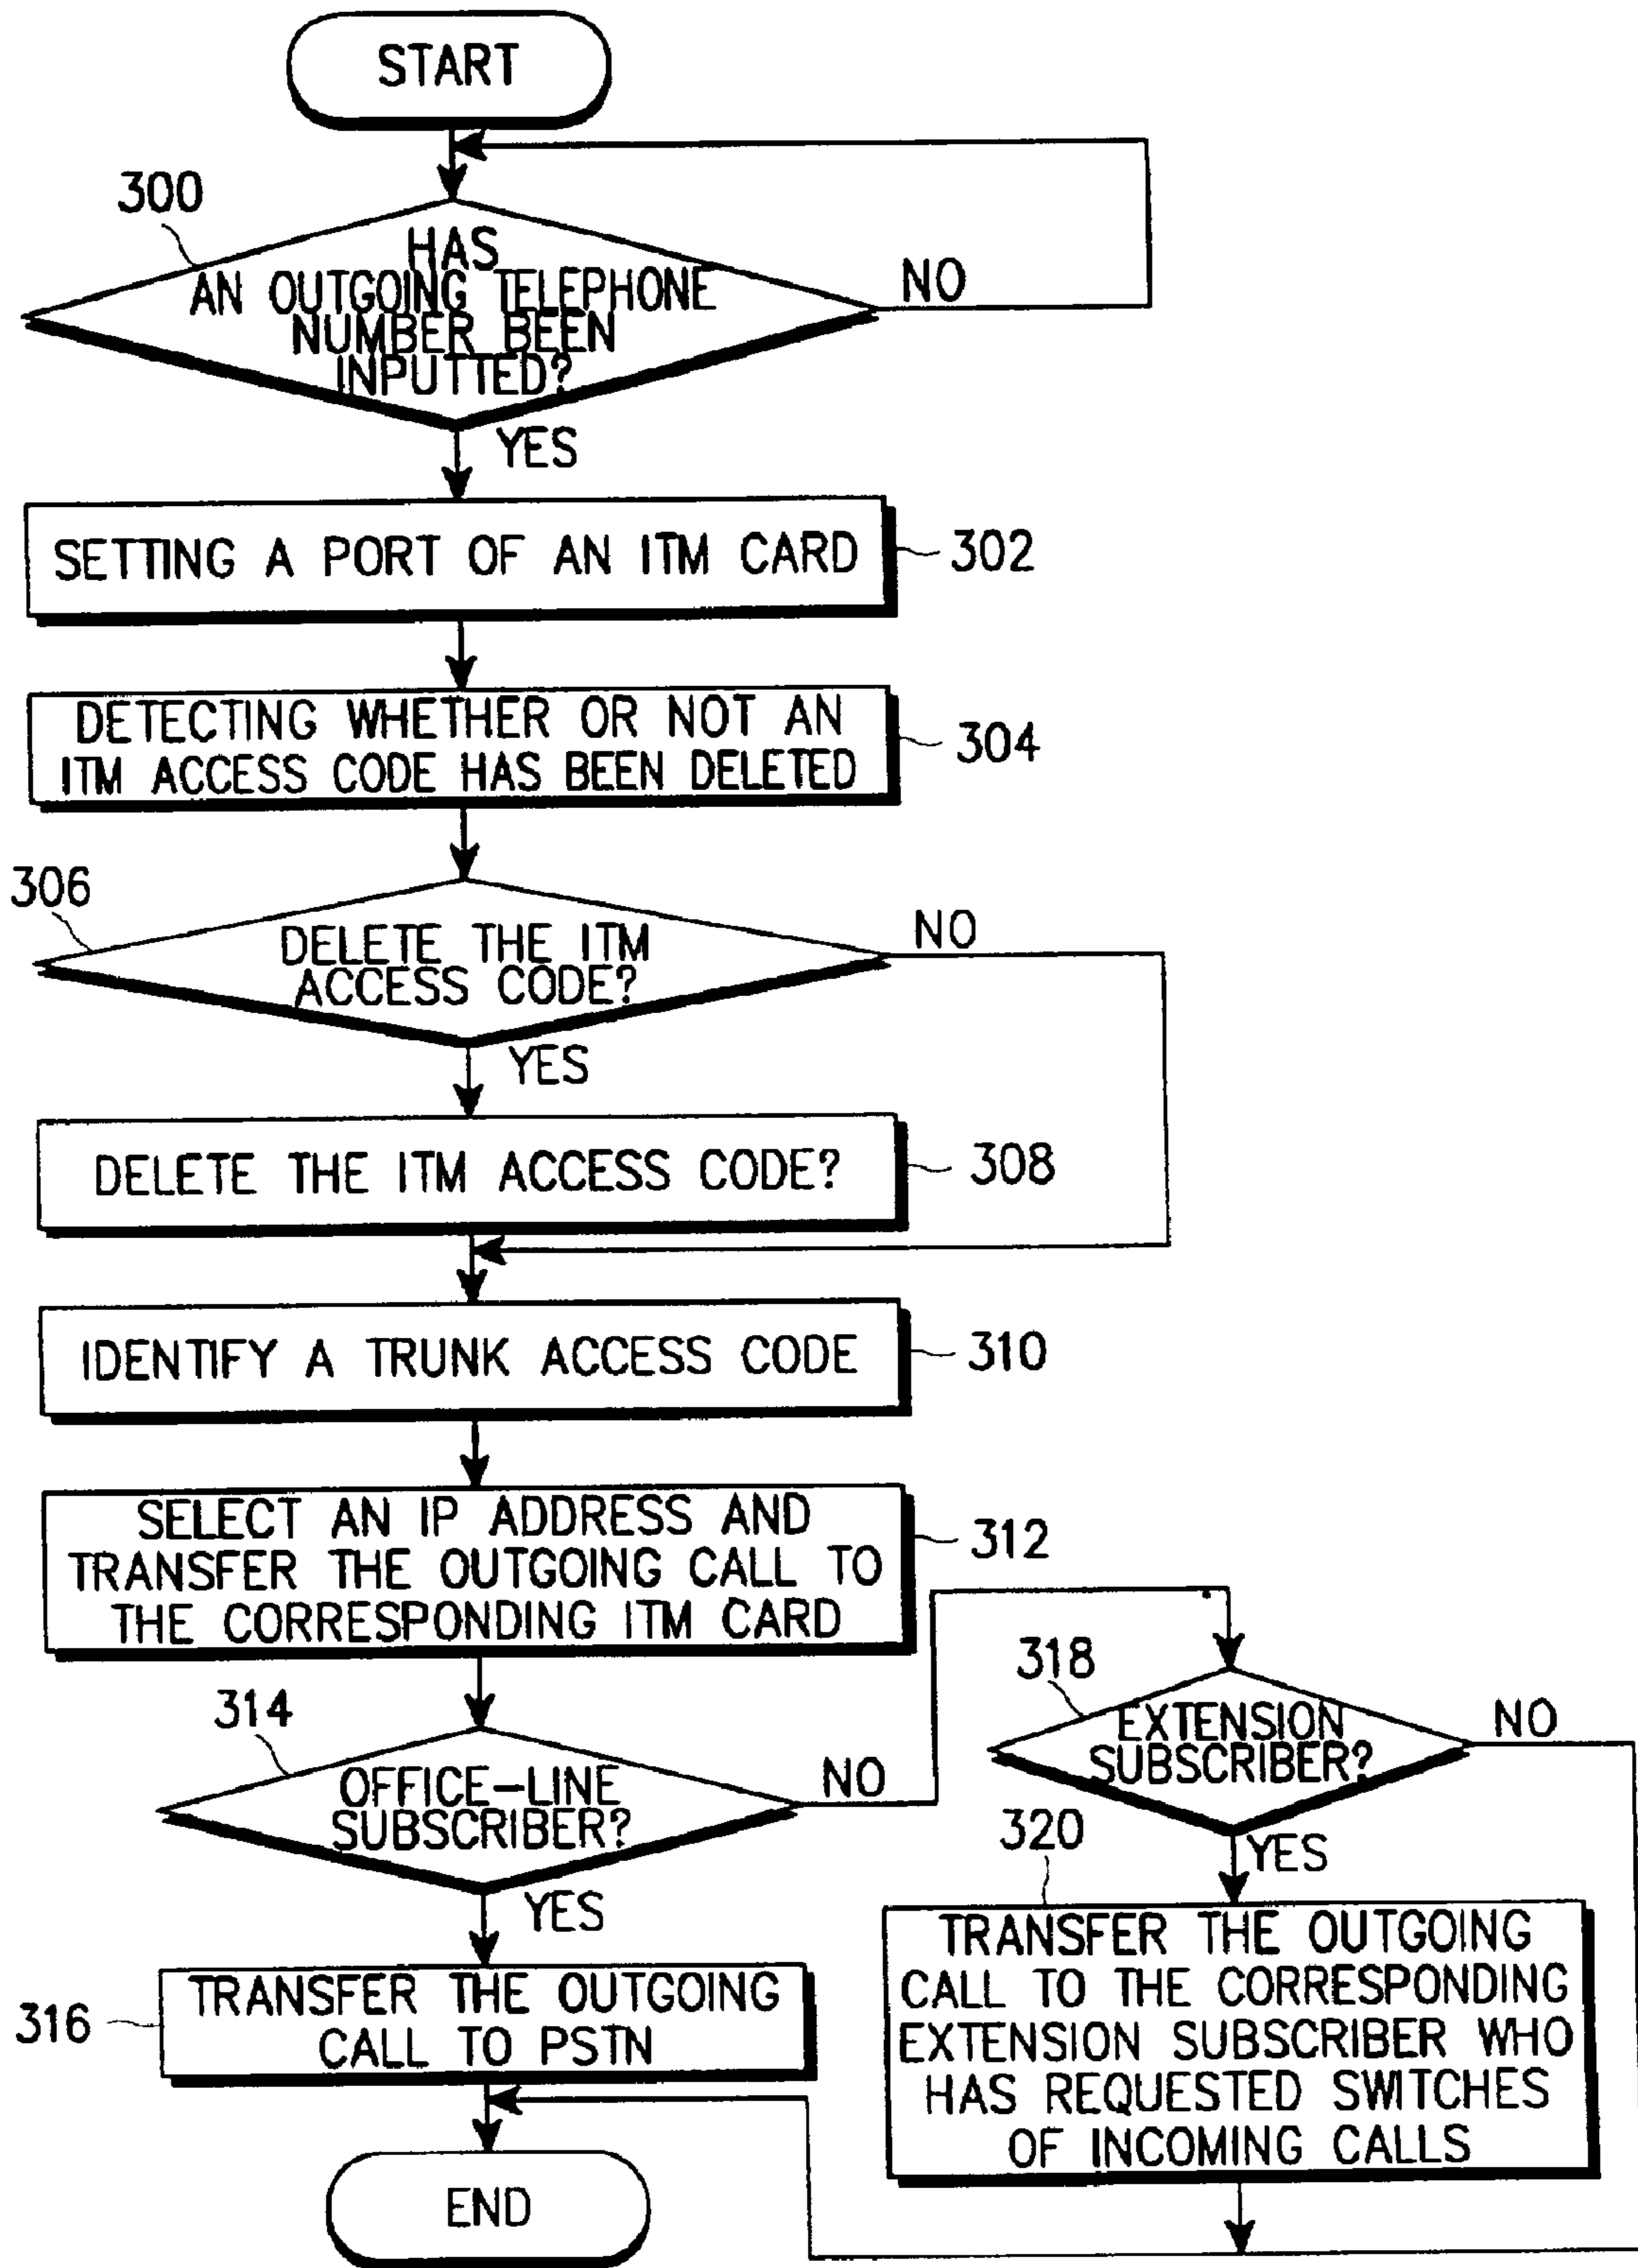 START
300
HAS
AN OUTGOING TELEPHONE
NUMBER BEEN
INPUTTED?
NO
YES
SETTING A PORT OF AN ITM CARD
302
DETECTING WHETHER OR NOT AN
ITM ACCESS CODE HAS BEEN DELETED
304
306
DELETE THE ITM
ACCESS CODE?
NO
YES
DELETE THE ITM ACCESS CODE?
308
IDENTIFY A TRUNK ACCESS CODE
310
SELECT AN IP ADDRESS AND
TRANSFER THE OUTGOING CALL TO
THE CORRESPONDING ITM CARD
312
314
OFFICE-LINE
SUBSCRIBER?
NO
YES
316
TRANSFER THE OUTGOING
CALL TO PSTN
318
EXTENSION
SUBSCRIBER?
NO
YES
320
TRANSFER THE OUTGOING
CALL TO THE CORRESPONDING
EXTENSION SUBSCRIBER WHO
HAS REQUESTED SWITCHES
OF INCOMING CALLS
END